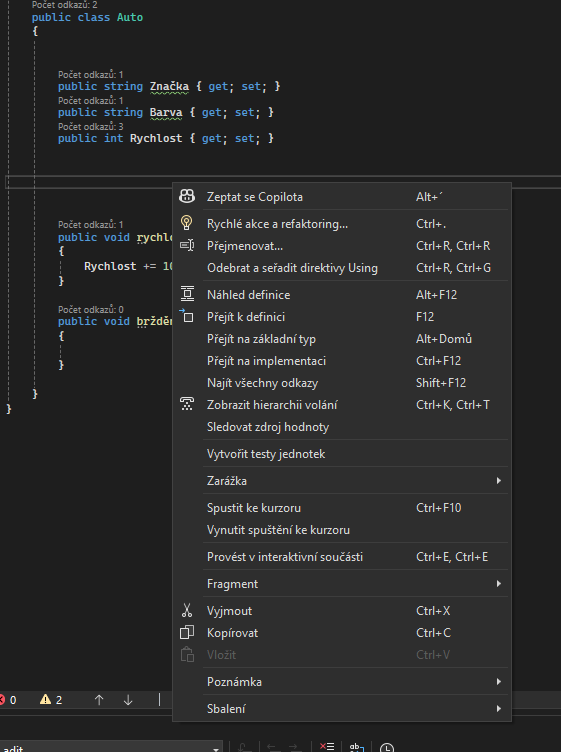 Počet odkazů: 2
public class Auto
{
Počet odkazů: 1
public string Značka { get; set; }
Počet odkazů: 1
public string Barva { get; set; }
Počet odkazů: 3
public int Rychlost { get; set; }
Počet odkazů: 1
public void rychlo
{
Rychlost += 10
}
Počet odkazů: 0
public void bržděn
{
}
}
}
Zeptat se Copilota Alt+´
Rychlé akce a refaktoring... Ctrl+.
Přejmenovat... Ctrl+R, Ctrl+R
Odebrat a seřadit direktivy Using Ctrl+R, Ctrl+G
Náhled definice Alt+F12
Přejít k definici F12
Přejít na základní typ Alt+Domů
Přejít na implementaci Ctrl+F12
Najít všechny odkazy Shift+F12
Zobrazit hierarchii volání Ctrl+K, Ctrl+T
Sledovat zdroj hodnoty
Vytvořit testy jednotek
Zarážka
Spustit ke kurzoru Ctrl+F10
Vynutit spuštění ke kurzoru
Provést v interaktivní součásti Ctrl+E, Ctrl+E
Fragment
Vyjmout Ctrl+X
Kopírovat Ctrl+C
Vložit Ctrl+V
Poznámka
Sbalení
0 2
adit